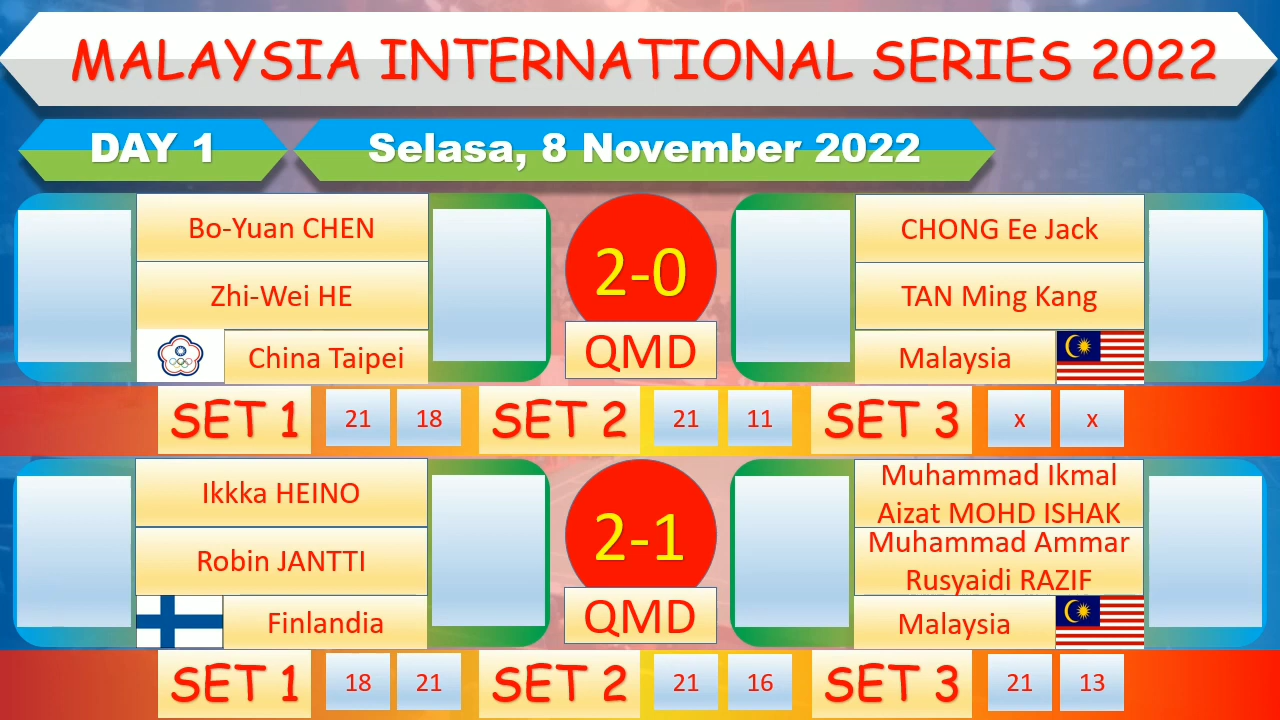 MALAYSIA INTERNATIONAL SERIES 2022
DAY 1
Selasa, 8 November 2022
Bo-Yuan CHEN
Zhi-Wei HE
China Taipei
2-0
QMD
CHONG Ee Jack
TAN Ming Kang
Malaysia
SET 1 21 18 SET 2 21 11 SET 3 x x
Ikkka HEINO
Robin JANTTI
Finlandia
2-1
QMD
Muhammad Ikmal
Aizat MOHD ISHAK
Muhammad Ammar
Rusyaidi RAZIF
Malaysia
SET 1 18 21 SET 2 21 16 SET 3 21 13